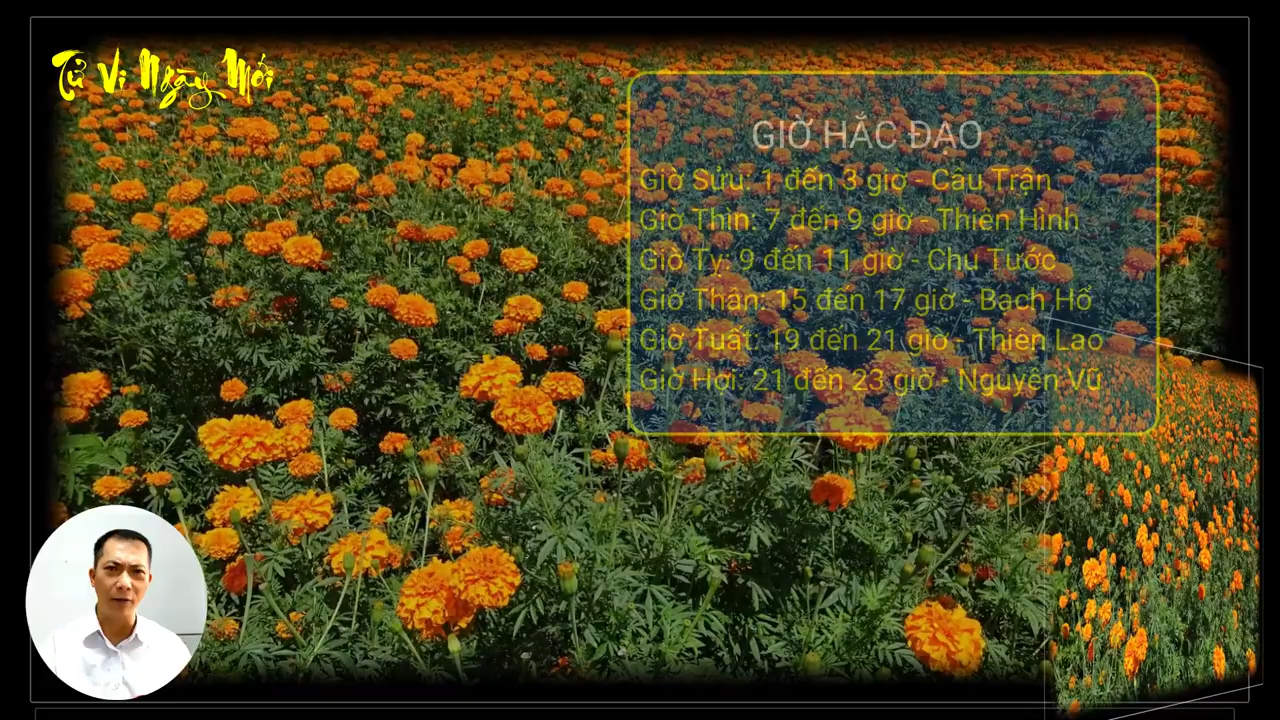 Tử Vi Ngày Mới
GIỜ HẮC ĐẠO
Giờ Sửu: 1 đến 3 giờ - Câu Trận
Giờ Thìn: 7 đến 9 giờ - Thiên Hình
Giờ Tỵ: 9 đến 11 giờ - Chu Tước
Giờ Thân: 15 đến 17 giờ - Bạch Hổ
Giờ Tuất: 19 đến 21 giờ - Thiên Lao
Giờ Hợi: 21 đến 23 giờ - Nguyên Vũ